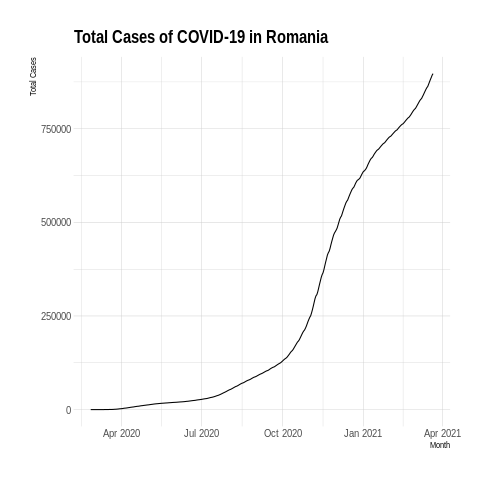 Total Cases of COVID-19 in Romania
Total Cases
750000
500000
250000
0
Apr 2020 Jul 2020 Oct 2020 Jan 2021 Apr 2021
Month